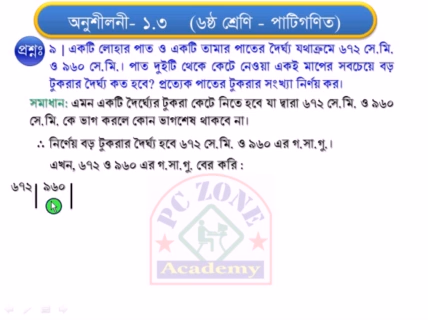 অনুশীলনী- ১.৩ (৬ষ্ঠ শ্রেণি - পাটিগণিত)
প্রশ্নঃ ৯ | একটি লোহার পাত ও একটি তামার পাতের দৈর্ঘ্য যথাক্রমে ৬৭২ সে.মি.
ও ৯৬০ সে.মি.। পাত দুইটি থেকে কেটে নেওয়া একই মাপের সবচেয়ে বড়
টুকরার দৈর্ঘ্য কত হবে? প্রত্যেক পাতের টুকরার সংখ্যা নির্ণয় কর।
সমাধান: এমন একটি দৈর্ঘ্যের টুকরা কেটে নিতে হবে যা দ্বারা ৬৭২ সে.মি. ও ৯৬০
সে.মি. কে ভাগ করলে কোন ভাগশেষ থাকবে না।
∴ নির্ণেয় বড় টুকরার দৈর্ঘ্য হবে ৬৭২ সে.মি. ও ৯৬০ এর গ.সা.গু.।
এখন, ৬৭২ ও ৯৬০ এর গ.সা.গু. বের করি :
৬৭২ | ৯৬০ |
PC ZONE
Academy